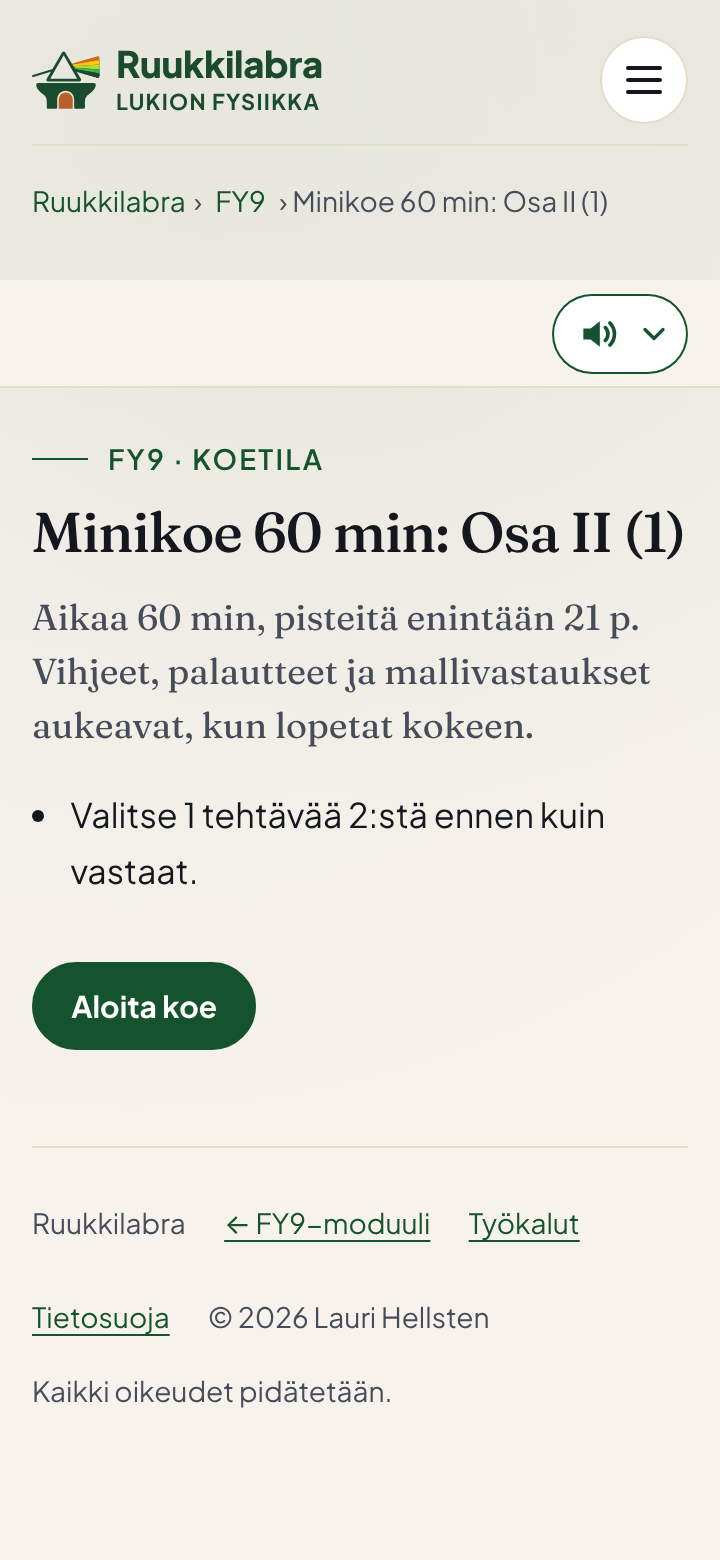 Ruukkilabra
LUKION FYSIIKKA
Ruukkilabra › FY9 › Minikoe 60 min: Osa II (1)
FY9 · KOETILA
Minikoe 60 min: Osa II (1)
Aikaa 60 min, pisteitä enintään 21 p.
Vihjeet, palautteet ja mallivastaukset
aukeavat, kun lopetat kokeen.
• Valitse 1 tehtävää 2:stä ennen kuin
vastaat.
Aloita koe
Ruukkilabra ← FY9-moduuli Työkalut
Tietosuoja © 2026 Lauri Hellsten
Kaikki oikeudet pidätetään.